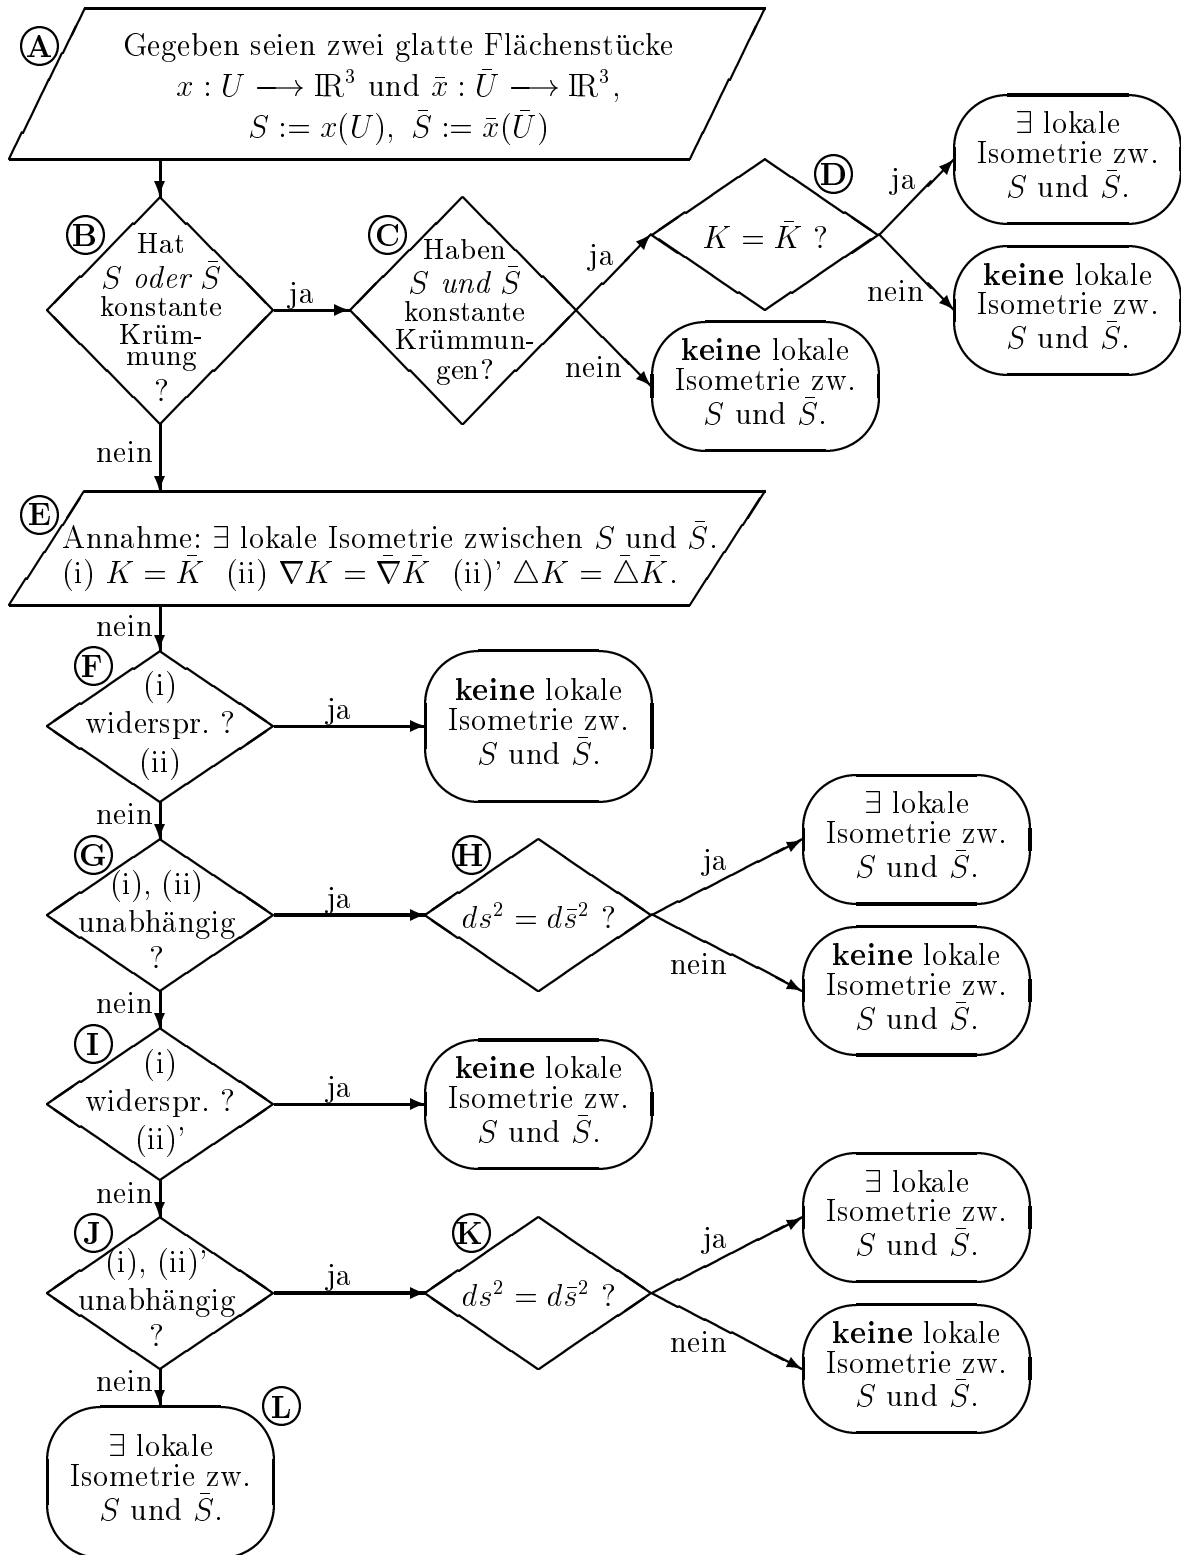 A
Gegeben seien zwei glatte Flächenstücke
x : U ⟶ IR³ und x̄ : Ū ⟶ IR³,
S := x(U), S̄ := x̄(Ū)
B
Hat
S oder S̄
konstante
Krüm-
mung
?
ja
C
Haben
S und S̄
konstante
Krümmun-
gen?
ja
nein
D
K = K̄ ?
ja
nein
∃ lokale
Isometrie zw.
S und S̄.
keine lokale
Isometrie zw.
S und S̄.
keine lokale
Isometrie zw.
S und S̄.
nein
E
Annahme: ∃ lokale Isometrie zwischen S und S̄.
(i) K = K̄ (ii) ∇K = ∇̄K̄ (ii)' △K = △̄K̄.
nein
F
(i)
widerspr. ?
(ii)
ja
keine lokale
Isometrie zw.
S und S̄.
nein
G
(i), (ii)
unabhängig
?
ja
H
ds² = ds̄² ?
ja
nein
∃ lokale
Isometrie zw.
S und S̄.
keine lokale
Isometrie zw.
S und S̄.
nein
I
(i)
widerspr. ?
(ii)'
ja
keine lokale
Isometrie zw.
S und S̄.
nein
J
(i), (ii)'
unabhängig
?
ja
K
ds² = ds̄² ?
ja
nein
∃ lokale
Isometrie zw.
S und S̄.
keine lokale
Isometrie zw.
S und S̄.
nein
L
∃ lokale
Isometrie zw.
S und S̄.